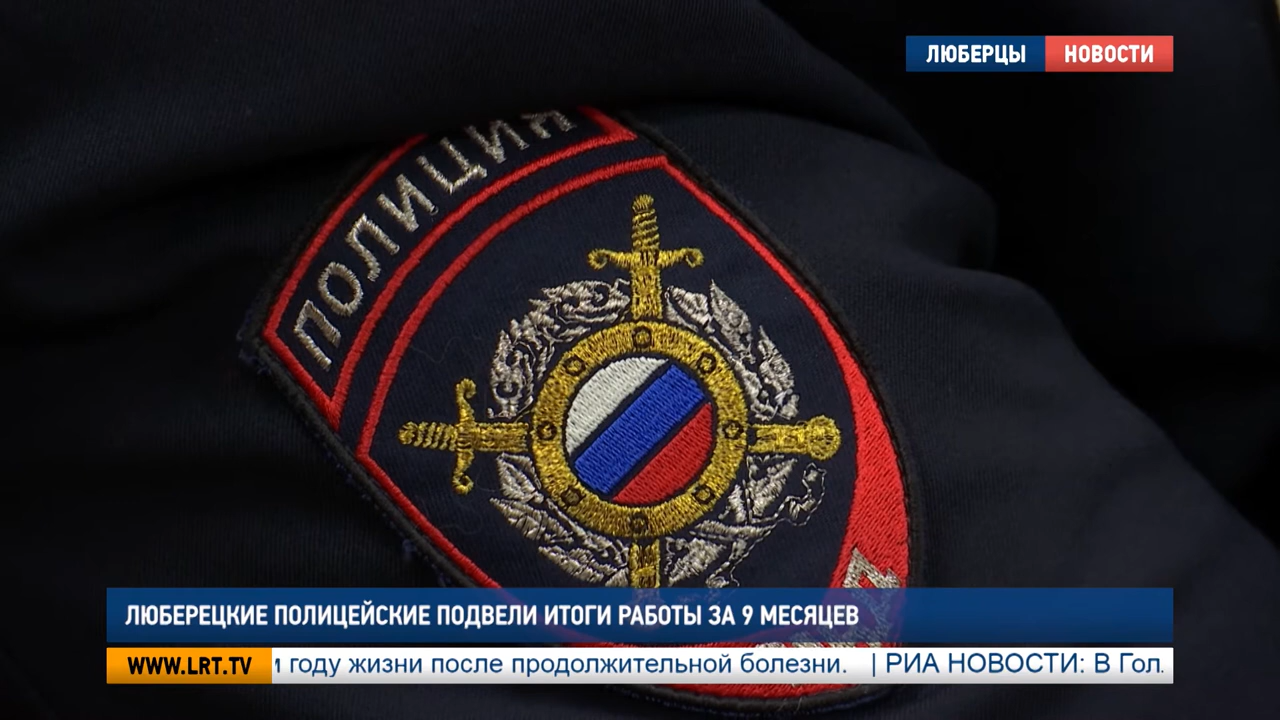 ЛЮБЕРЦЫ НОВОСТИ
ПОЛИЦИЯ
ЛЮБЕРЕЦКИЕ ПОЛИЦЕЙСКИЕ ПОДВЕЛИ ИТОГИ РАБОТЫ ЗА 9 МЕСЯЦЕВ
WWW.LRT.TV году жизни после продолжительной болезни. | РИА НОВОСТИ: В Гол